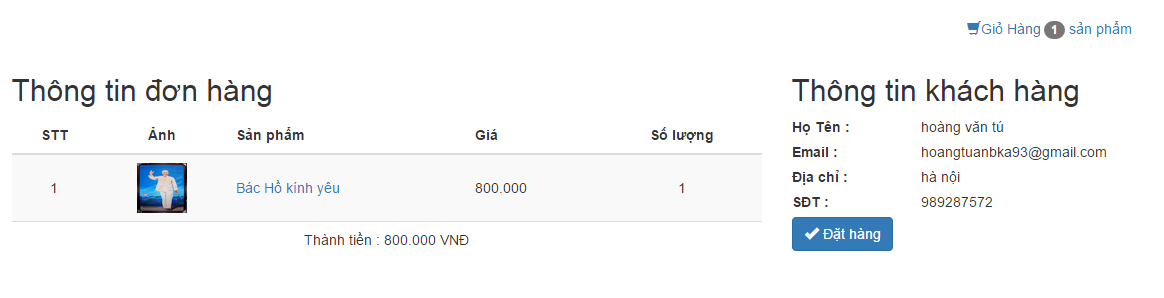 Giỏ Hàng 1 sản phẩm
Thông tin đơn hàng
STT Ảnh Sản phẩm Giá Số lượng
1 Bác Hồ kính yêu 800.000 1
Thành tiền : 800.000 VNĐ
Thông tin khách hàng
Họ Tên : hoàng văn tú
Email : hoangtuanbka93@gmail.com
Địa chỉ : hà nội
SĐT : 989287572
Đặt hàng